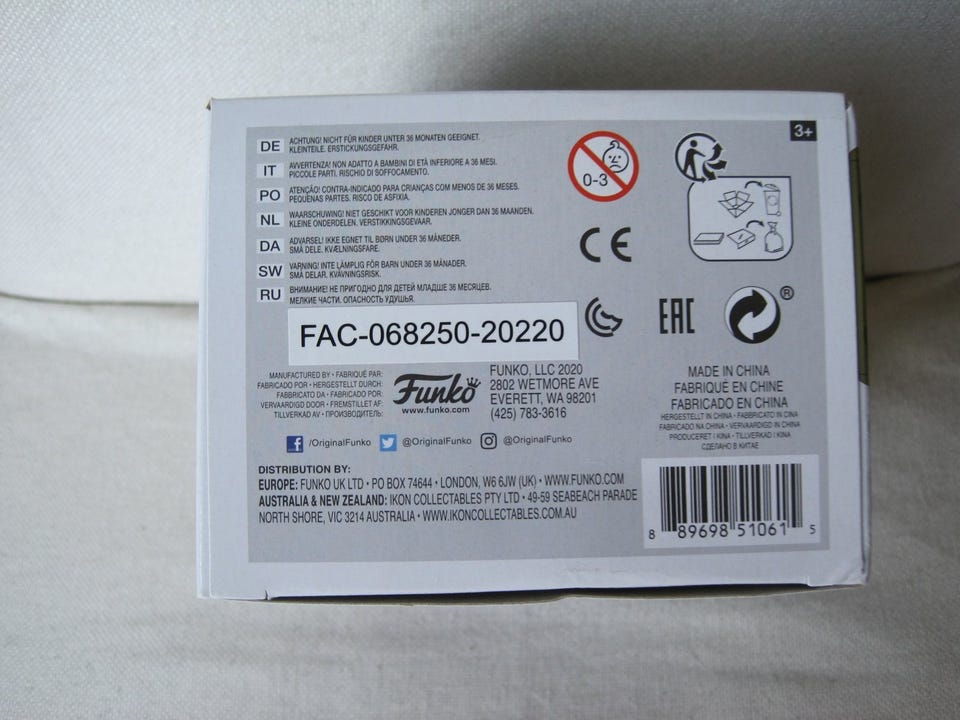 DE ACHTUNG! NICHT FÜR KINDER UNTER 36 MONATEN GEEIGNET.
KLEINTEILE. ERSTICKUNGSGEFAHR.
IT AVVERTENZA! NON ADATTO A BAMBINI DI ETÀ INFERIORE A 36 MESI.
PICCOLE PARTI. RISCHIO DI SOFFOCAMENTO.
PO ATENÇÃO! CONTRA-INDICADO PARA CRIANÇAS COM MENOS DE 36 MESES.
PEQUENAS PARTES. RISCO DE ASFIXIA.
NL WAARSCHUWING! NIET GESCHIKT VOOR KINDEREN JONGER DAN 36 MAANDEN.
KLEINE ONDERDELEN. VERSTIKKINGSGEVAAR.
DA ADVARSEL! IKKE EGNET TIL BØRN UNDER 36 MÅNEDER.
SMÅ DELE. KVÆLNINGSFARE.
SW VARNING! INTE LÄMPLIG FÖR BARN UNDER 36 MÅNADER.
SMÅ DELAR. KVÄVNINGSRISK.
RU ВНИМАНИЕ! НЕ ПРИГОДНО ДЛЯ ДЕТЕЙ МЛАДШЕ 36 МЕСЯЦЕВ.
МЕЛКИЕ ЧАСТИ. ОПАСНОСТЬ УДУШЬЯ.
0-3
3+
CE
EAC
®
FAC-068250-20220
MANUFACTURED BY • FABRIQUÉ PAR:
FABRICADO POR • HERGESTELLT DURCH:
FABBRICATO DA • FABRICADO POR:
VERVAARDIGD DOOR • FREMSTILLET AF:
TILLVERKAD AV • ПРОИЗВОДИТЕЛЬ:
Funko
www.funko.com
FUNKO, LLC 2020
2802 WETMORE AVE
EVERETT, WA 98201
(425) 783-3616
MADE IN CHINA
FABRIQUÉ EN CHINE
FABRICADO EN CHINA
HERGESTELLT IN CHINA • FABBRICATO IN CINA
FABRICADO NA CHINA • VERVAARDIGD IN CHINA
PRODUCERET I KINA • TILLVERKAD I KINA
СДЕЛАНО В КИТАЕ
/OriginalFunko @OriginalFunko @OriginalFunko
DISTRIBUTION BY:
EUROPE: FUNKO UK LTD • PO BOX 74644 • LONDON, W6 6JW (UK) • WWW.FUNKO.COM
AUSTRALIA & NEW ZEALAND: IKON COLLECTABLES PTY LTD • 49-59 SEABEACH PARADE
NORTH SHORE, VIC 3214 AUSTRALIA • WWW.IKONCOLLECTABLES.COM.AU
8 89698 51061 5